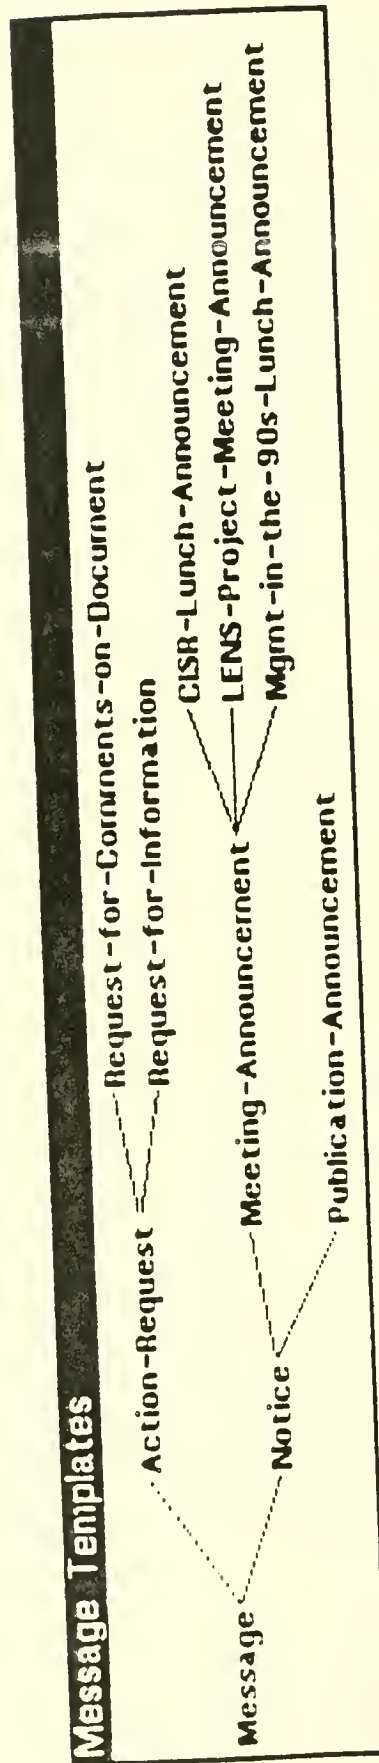 Message Templates
Request-for-Comments-on-Document
Action-Request
Request-for-Information
CISR-Lunch-Announcement
Meeting-Announcement
LENS-Project-Meeting-Announcement
Mgmt-in-the-90s-Lunch-Announcement
Message
Notice
Publication-Announcement